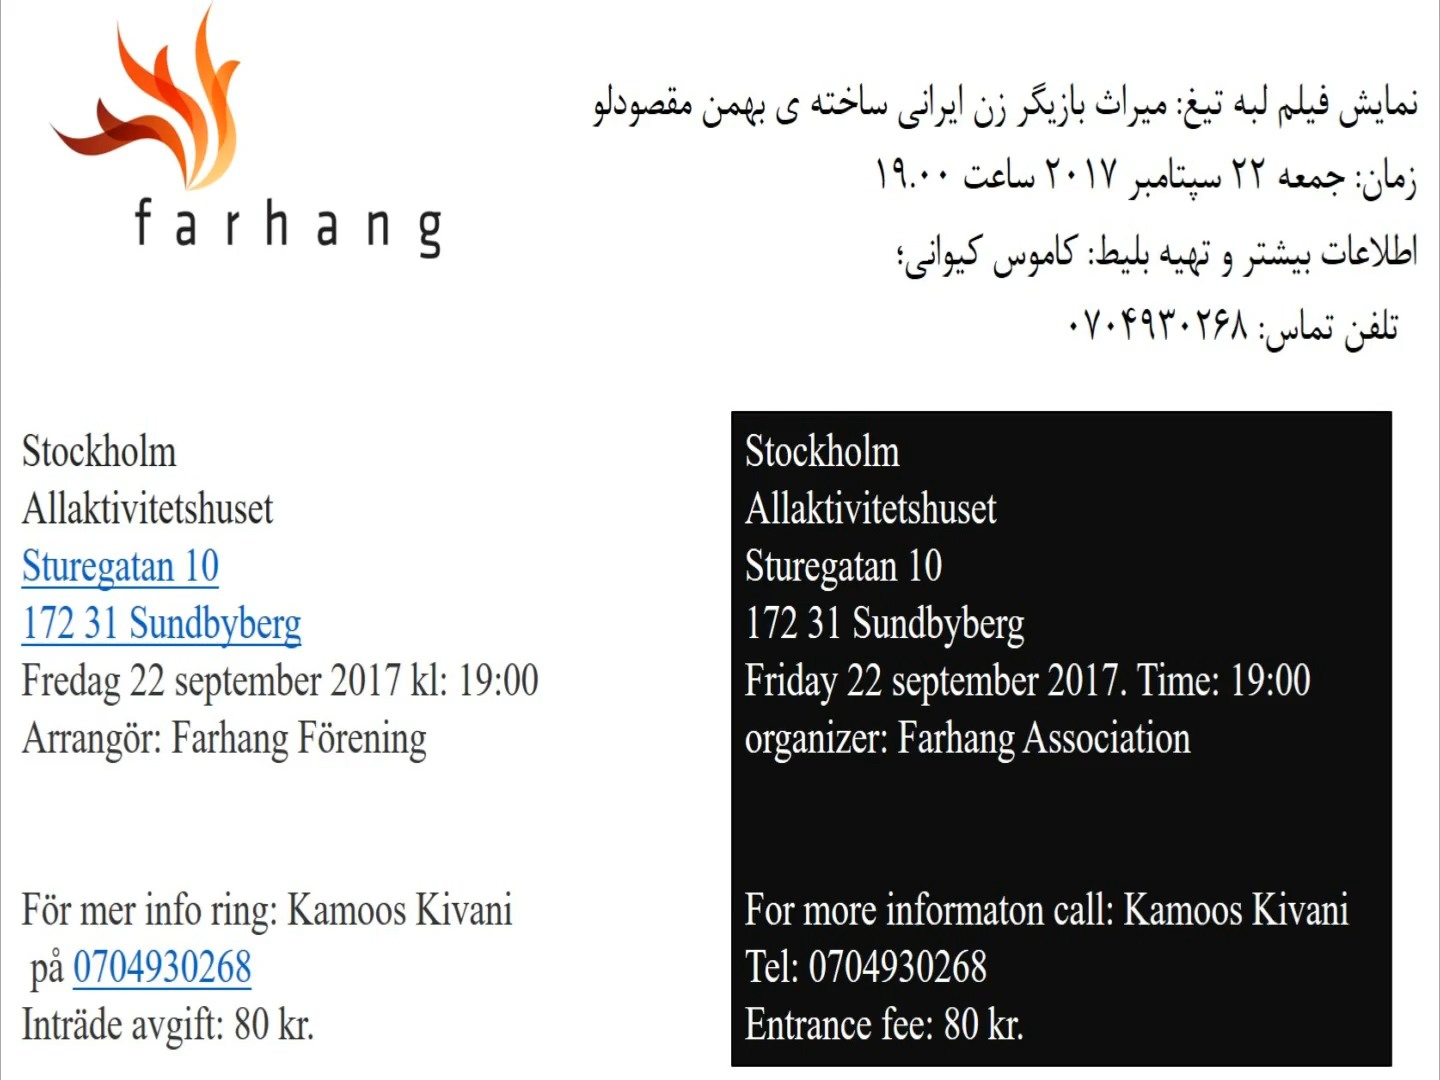 farhang
نمایش فیلم لبه تیغ: میراث بازیگر زن ایرانی ساخته ی بهمن مقصودلو
زمان: جمعه ۲۲ سپتامبر ۲۰۱۷ ساعت ۱۹.۰۰
اطلاعات بیشتر و تهیه بلیط: کاموس کیوانی؛
تلفن تماس: ۰۷۰۴۹۳۰۲۶۸
Stockholm
Allaktivitetshuset
Sturegatan 10
172 31 Sundbyberg
Fredag 22 september 2017 kl: 19:00
Arrangör: Farhang Förening
För mer info ring: Kamoos Kivani
på 0704930268
Inträde avgift: 80 kr.
Stockholm
Allaktivitetshuset
Sturegatan 10
172 31 Sundbyberg
Friday 22 september 2017. Time: 19:00
organizer: Farhang Association
For more informaton call: Kamoos Kivani
Tel: 0704930268
Entrance fee: 80 kr.